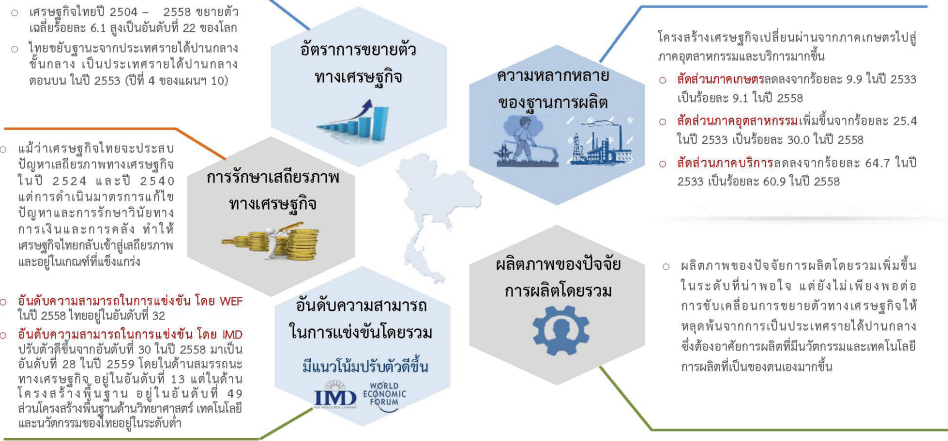 ○ เศรษฐกิจไทยปี 2504 – 2558 ขยายตัว
เฉลี่ยร้อยละ 6.1 สูงเป็นอันดับที่ 22 ของโลก
○ ไทยขยับฐานะจากประเทศรายได้ปานกลาง
ขั้นกลาง เป็นประเทศรายได้ปานกลาง
ตอนบน ในปี 2553 (ปีที่ 4 ของแผนฯ 10)
อัตราการขยายตัว
ทางเศรษฐกิจ
ความหลากหลาย
ของฐานการผลิต
โครงสร้างเศรษฐกิจเปลี่ยนผ่านจากภาคเกษตรไปสู่
ภาคอุตสาหกรรมและบริการมากขึ้น
○ สัดส่วนภาคเกษตรลดลงจากร้อยละ 9.9 ในปี 2533
เป็นร้อยละ 9.1 ในปี 2558
○ สัดส่วนภาคอุตสาหกรรมเพิ่มขึ้นจากร้อยละ 25.4
ในปี 2533 เป็นร้อยละ 30.0 ในปี 2558
○ สัดส่วนภาคบริการลดลงจากร้อยละ 64.7 ในปี
2533 เป็นร้อยละ 60.9 ในปี 2558
○ แม้ว่าเศรษฐกิจไทยจะประสบ
ปัญหาเสถียรภาพทางเศรษฐกิจ
ในปี 2524 และปี 2540
แต่การดำเนินมาตรการแก้ไข
ปัญหาและการรักษาวินัยทาง
การเงินและการคลัง ทำให้
เศรษฐกิจไทยกลับเข้าสู่เสถียรภาพ
และอยู่ในเกณฑ์ที่แข็งแกร่ง
การรักษาเสถียรภาพ
ทางเศรษฐกิจ
○ อันดับความสามารถในการแข่งขัน โดย WEF
ในปี 2558 ไทยอยู่ในอันดับที่ 32
○ อันดับความสามารถในการแข่งขัน โดย IMD
ปรับตัวดีขึ้นจากอันดับที่ 30 ในปี 2558 มาเป็น
อันดับที่ 28 ในปี 2559 โดยในด้านสมรรถนะ
ทางเศรษฐกิจ อยู่ในอันดับที่ 13 แต่ในด้าน
โครงสร้างพื้นฐาน อยู่ในอันดับที่ 49
ส่วนโครงสร้างพื้นฐานด้านวิทยาศาสตร์ เทคโนโลยี
และนวัตกรรมของไทยอยู่ในระดับต่ำ
อันดับความสามารถ
ในการแข่งขันโดยรวม
มีแนวโน้มปรับตัวดีขึ้น
IMD
WORLD
ECONOMIC
FORUM
ผลิตภาพของปัจจัย
การผลิตโดยรวม
○ ผลิตภาพของปัจจัยการผลิตโดยรวมเพิ่มขึ้น
ในระดับที่น่าพอใจ แต่ยังไม่เพียงพอต่อ
การขับเคลื่อนการขยายตัวทางเศรษฐกิจให้
หลุดพ้นจากการเป็นประเทศรายได้ปานกลาง
ซึ่งต้องอาศัยการผลิตที่มีนวัตกรรมและเทคโนโลยี
การผลิตที่เป็นของตนเองมากขึ้น